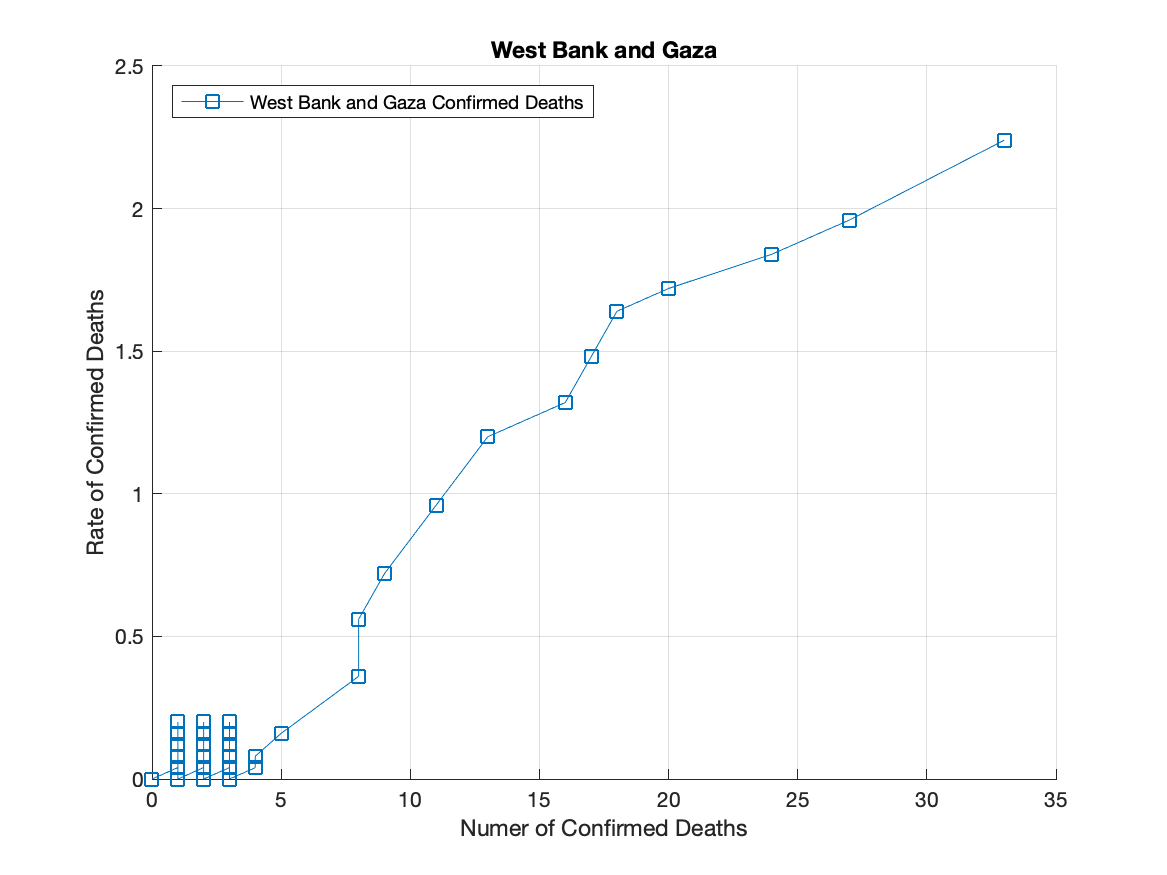 West Bank and Gaza
West Bank and Gaza Confirmed Deaths
2.5
2
1.5
1
0.5
0
Rate of Confirmed Deaths
0 5 10 15 20 25 30 35
Numer of Confirmed Deaths